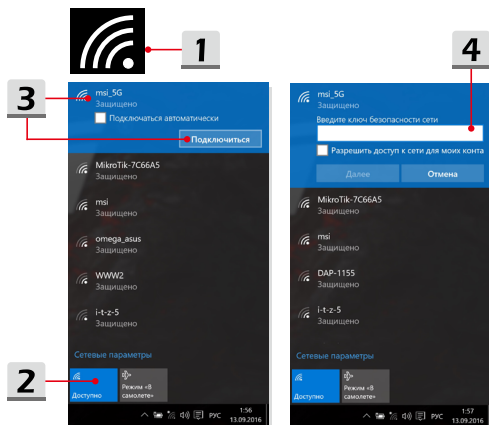 1
3
msi_5G
Защищено
Подключаться автоматически
Подключиться
MikroTik-7C66A5
Защищено
msi
Защищено
omega_asus
Защищено
WWW2
Защищено
i-t-z-5
Защищено
Сетевые параметры
2
Доступно
Режим «В
самолете»
РУС
1:56
13.09.2016
4
msi_5G
Защищено
Введите ключ безопасности сети
Разрешить доступ к сети для моих конта
Далее
Отмена
MikroTik-7C66A5
Защищено
msi
Защищено
DAP-1155
Защищено
i-t-z-5
Защищено
Сетевые параметры
Доступно
Режим «В
самолете»
РУС
1:57
13.09.2016